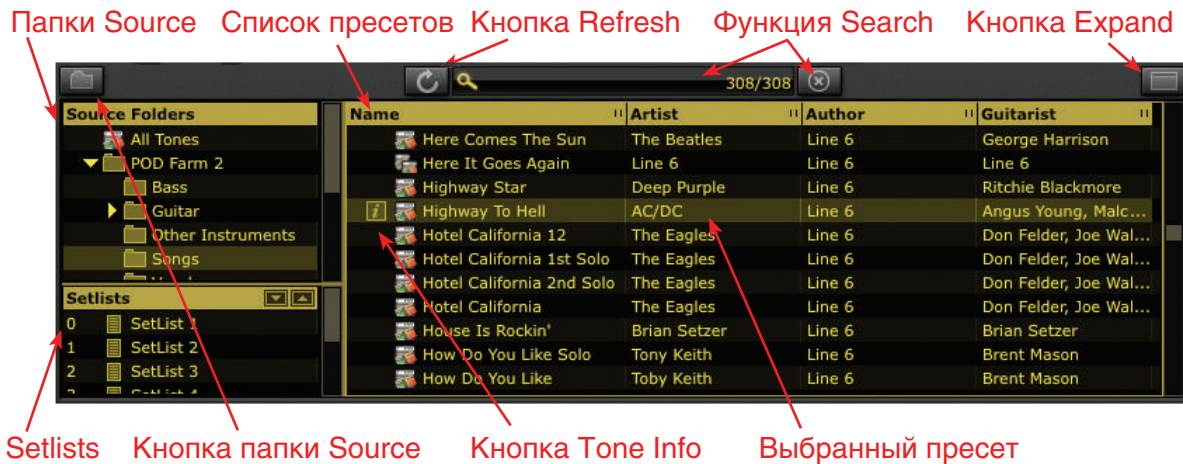 Папки Source Список пресетов Кнопка Refresh Функция Search Кнопка Expand
308/308
Source Folders
All Tones
POD Farm 2
Bass
Guitar
Other Instruments
Songs
Setlists
0 SetList 1
1 SetList 2
2 SetList 3
Name Artist Author Guitarist
Here Comes The Sun The Beatles Line 6 George Harrison
Here It Goes Again Line 6 Line 6 Line 6
Highway Star Deep Purple Line 6 Ritchie Blackmore
i Highway To Hell AC/DC Line 6 Angus Young, Malc...
Hotel California 12 The Eagles Line 6 Don Felder, Joe Wal...
Hotel California 1st Solo The Eagles Line 6 Don Felder, Joe Wal...
Hotel California 2nd Solo The Eagles Line 6 Don Felder, Joe Wal...
Hotel California The Eagles Line 6 Don Felder, Joe Wal...
House Is Rockin' Brian Setzer Line 6 Brian Setzer
How Do You Like Solo Tony Keith Line 6 Brent Mason
How Do You Like Toby Keith Line 6 Brent Mason
Setlists Кнопка папки Source Кнопка Tone Info Выбранный пресет